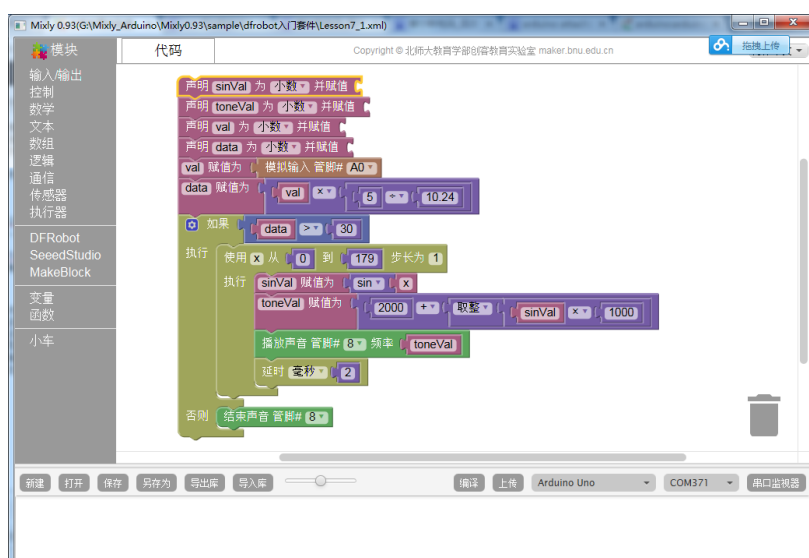 Mixly 0.93(G:\Mixly_Arduino\Mixly0.93\sample\dfrobot入门套件\Lesson7_1.xml)
模块
代码
Copyright © 北师大教育学部创客教育实验室 maker.bnu.edu.cn
拖拽上传
输入/输出
控制
数学
文本
数组
逻辑
通信
传感器
执行器
DFRobot
SeeedStudio
MakeBlock
变量
函数
小车
声明 sinVal 为 小数 并赋值
声明 toneVal 为 小数 并赋值
声明 val 为 小数 并赋值
声明 data 为 小数 并赋值
val 赋值为 模拟输入 管脚# A0
data 赋值为 val × 5 ÷ 10.24
如果 data > 30
执行 使用 x 从 0 到 179 步长为 1
执行 sinVal 赋值为 sin x
toneVal 赋值为 2000 + 取整 sinVal × 1000
播放声音 管脚# 8 频率 toneVal
延时 毫秒 2
否则 结束声音 管脚# 8
新建 打开 保存 另存为 导出库 导入库 编译 上传 Arduino Uno COM371 串口监视器